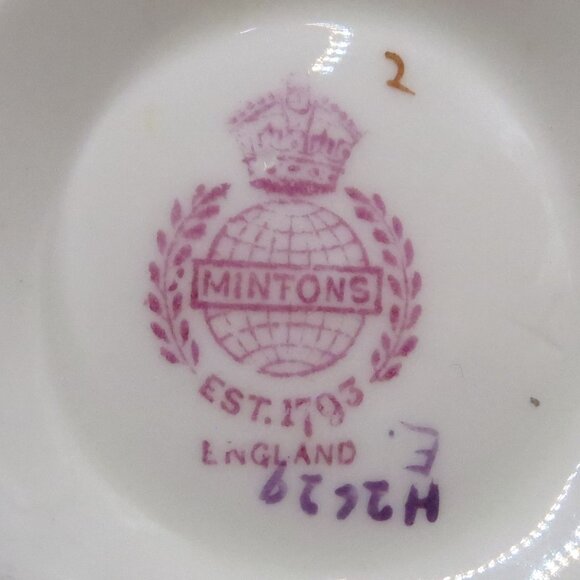 2
MINTONS
EST. 1793
ENGLAND
E.
H2629